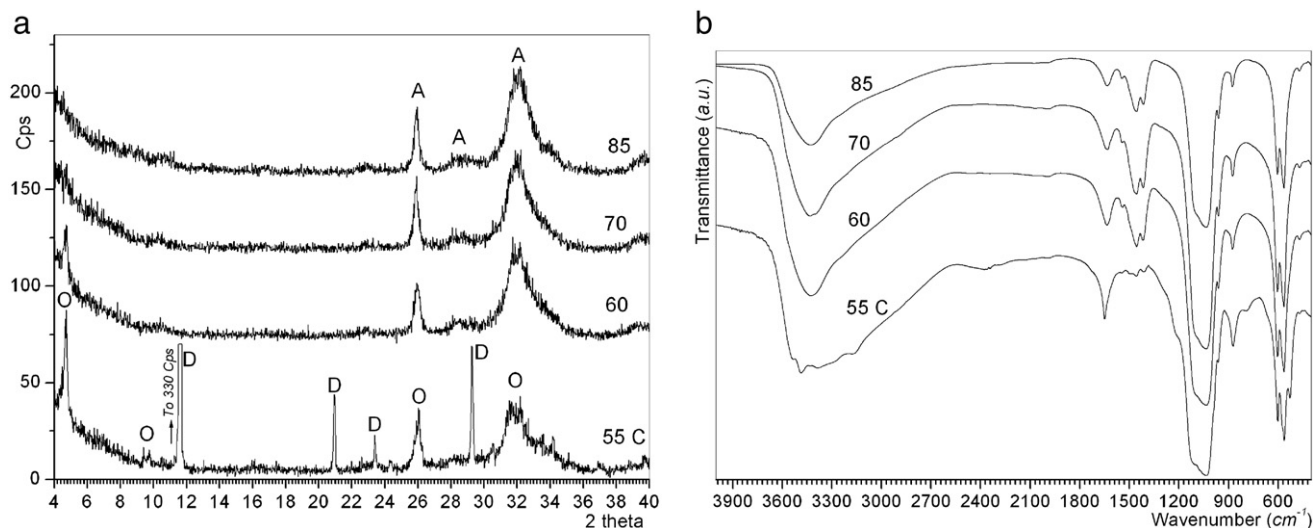 a
Cps
200
150
100
50
0
A
A
A
85
70
60
O
O
To 330 Cps
D
D
D
O
D
O
55 C
4 6 8 10 12 14 16 18 20 22 24 26 28 30 32 34 36 38 40
2 theta
b
Transmittance (a.u.)
85
70
60
55 C
3900 3600 3300 3000 2700 2400 2100 1800 1500 1200 900 600
Wavenumber (cm⁻¹)